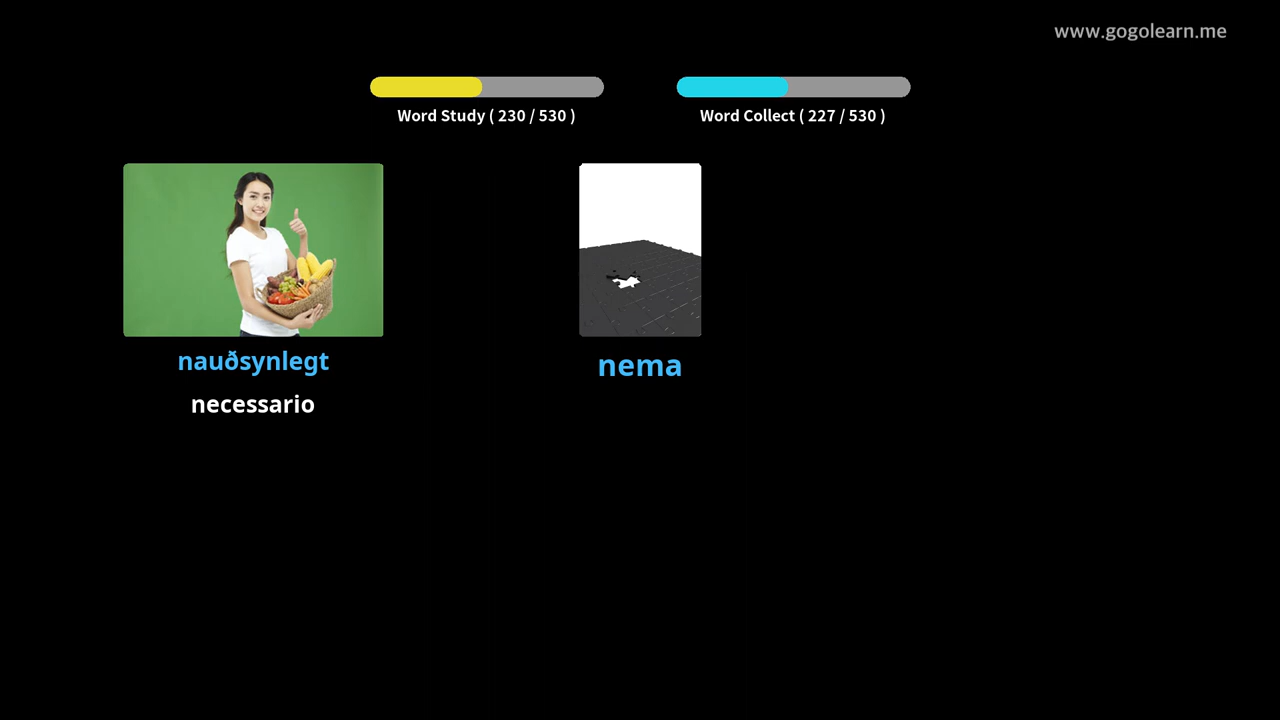 www.gogolearn.me
Word Study ( 230 / 530 )
Word Collect ( 227 / 530 )
nauðsynlegt
necessario
nema